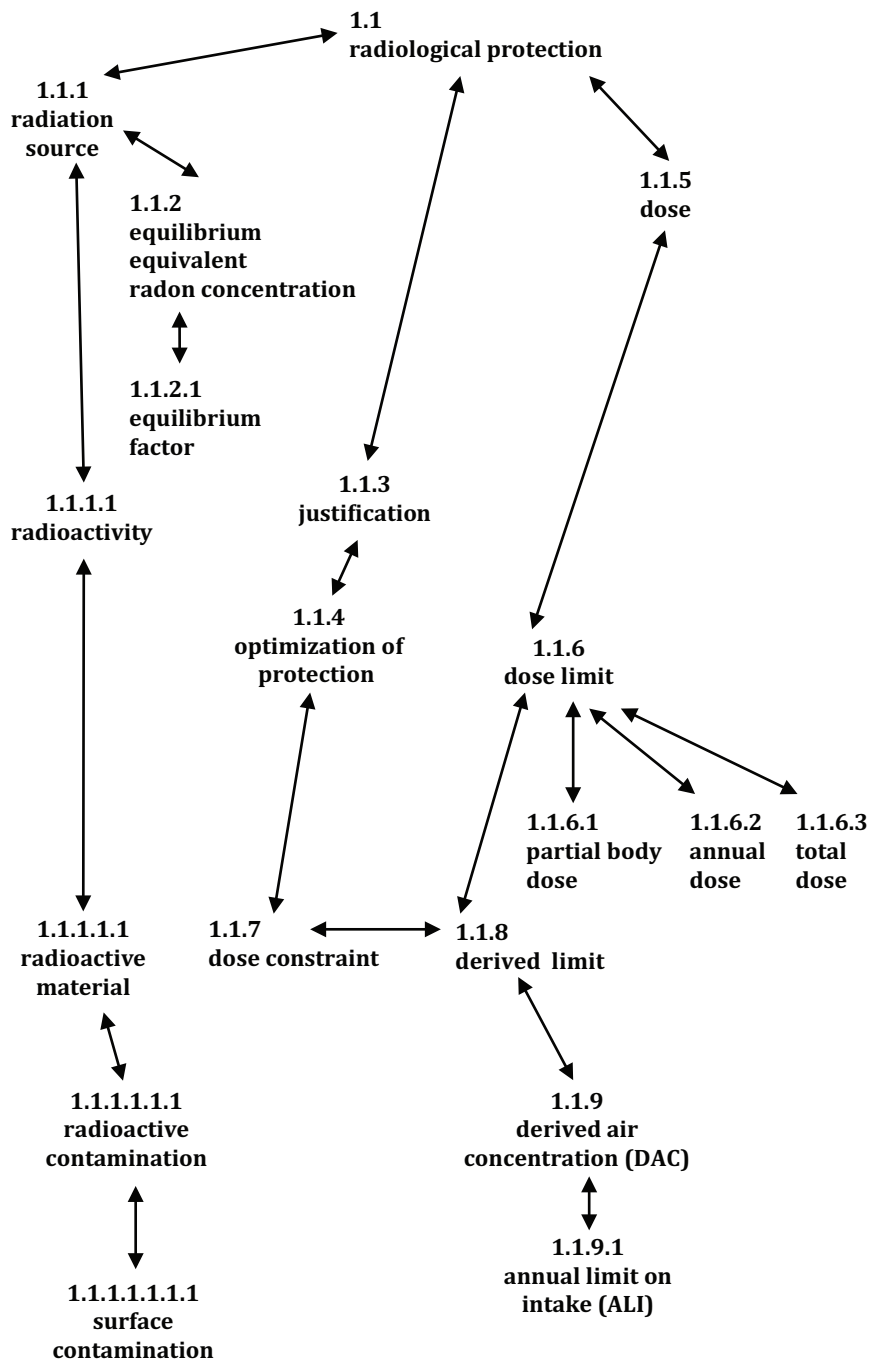 1.1
radiological protection
1.1.1
radiation
source
1.1.5
dose
1.1.2
equilibrium
equivalent
radon concentration
1.1.2.1
equilibrium
factor
1.1.3
justification
1.1.1.1
radioactivity
1.1.4
optimization of
protection
1.1.6
dose limit
1.1.6.1
partial body
dose
1.1.6.2
annual
dose
1.1.6.3
total
dose
1.1.1.1.1
radioactive
material
1.1.7
dose constraint
1.1.8
derived limit
1.1.1.1.1.1
radioactive
contamination
1.1.9
derived air
concentration (DAC)
1.1.9.1
annual limit on
intake (ALI)
1.1.1.1.1.1.1
surface
contamination